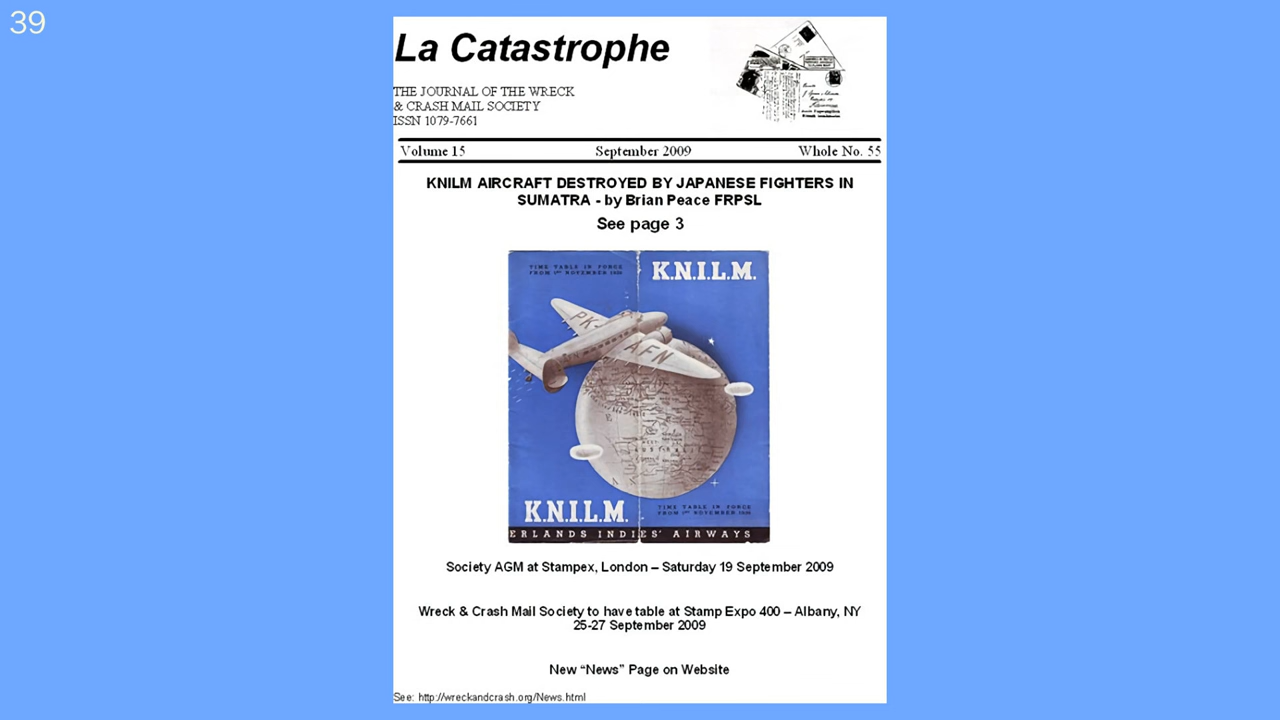 39
La Catastrophe
THE JOURNAL OF THE WRECK
& CRASH MAIL SOCIETY
ISSN 1079-7661
Volume 15 September 2009 Whole No. 55
KNILM AIRCRAFT DESTROYED BY JAPANESE FIGHTERS IN
SUMATRA - by Brian Peace FRPSL
See page 3
TIME TABLE IN FORCE
K.N.I.L.M.
PK-
AFN
K.N.I.L.M.
TIME TABLE IN FORCE
ERLANDS INDIES' AIRWAYS
Society AGM at Stampex, London – Saturday 19 September 2009
Wreck & Crash Mail Society to have table at Stamp Expo 400 – Albany, NY
25-27 September 2009
New “News” Page on Website
See: http://wreckandcrash.org/News.html